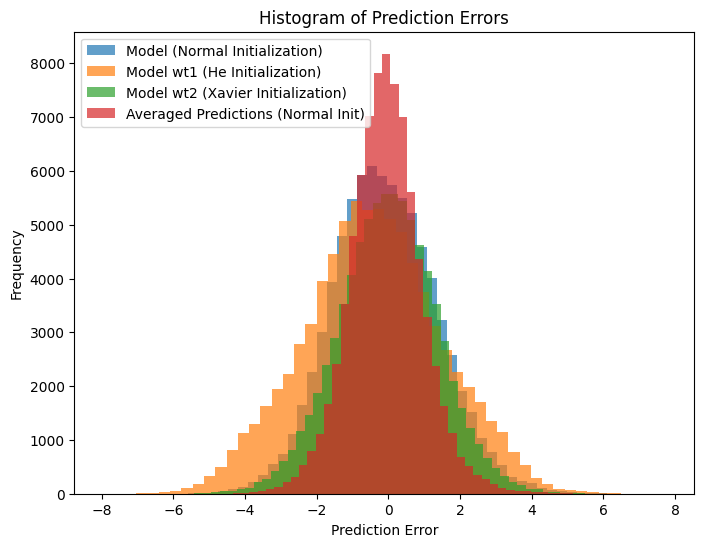 Histogram of Prediction Errors
Model (Normal Initialization)
Model wt1 (He Initialization)
Model wt2 (Xavier Initialization)
Averaged Predictions (Normal Init)
Frequency
8000
7000
6000
5000
4000
3000
2000
1000
0
−8 −6 −4 −2 0 2 4 6 8
Prediction Error